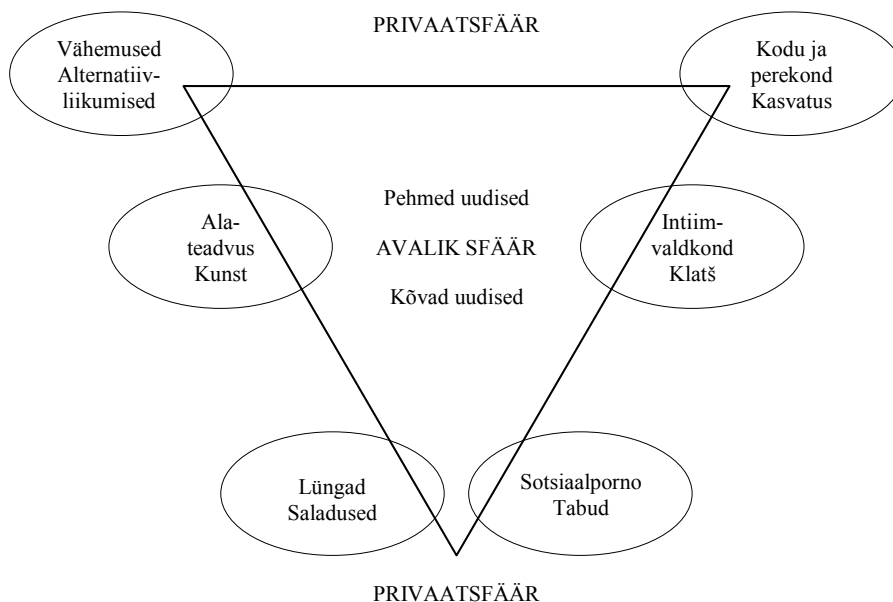 PRIVAATSFÄÄR
Vähemused
Alternatiiv-
liikumised
Kodu ja
perekond
Kasvatus
Pehmed uudised
Ala-
teadvus
Kunst
AVALIK SFÄÄR
Intiim-
valdkond
Klatš
Kõvad uudised
Lüngad
Saladused
Sotsiaalporno
Tabud
PRIVAATSFÄÄR